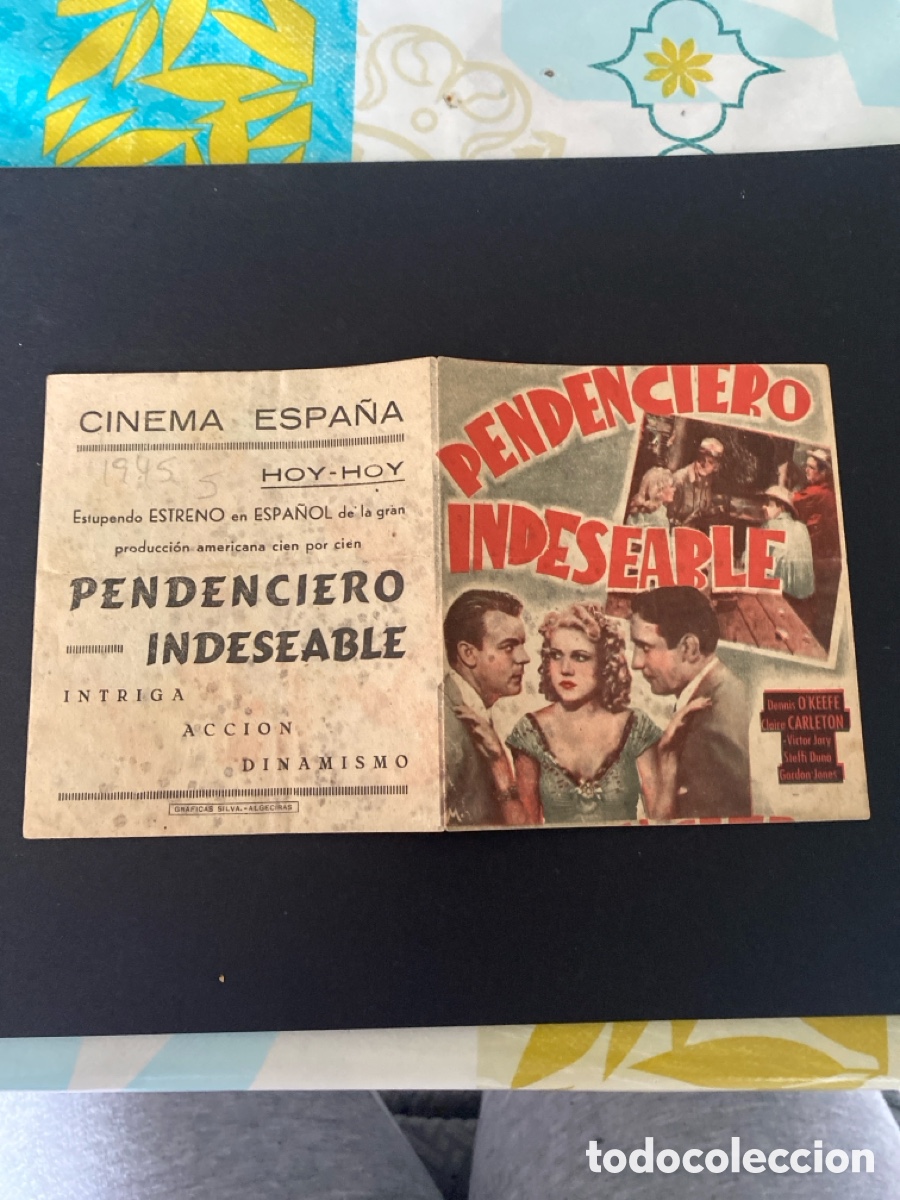 CINEMA ESPAÑA
1945 5
HOY-HOY
Estupendo ESTRENO en ESPAÑOL de la gran
producción americana cien por cien
PENDENCIERO
INDESEABLE
INTRIGA
ACCION
DINAMISMO
GRAFICAS SILVA.-ALGECIRAS
PENDENCIERO
INDESEABLE
Dennis O'KEEFE
Claire CARLETON
Victor Jory
Steffi Duna
Gordon Jones
todocoleccion